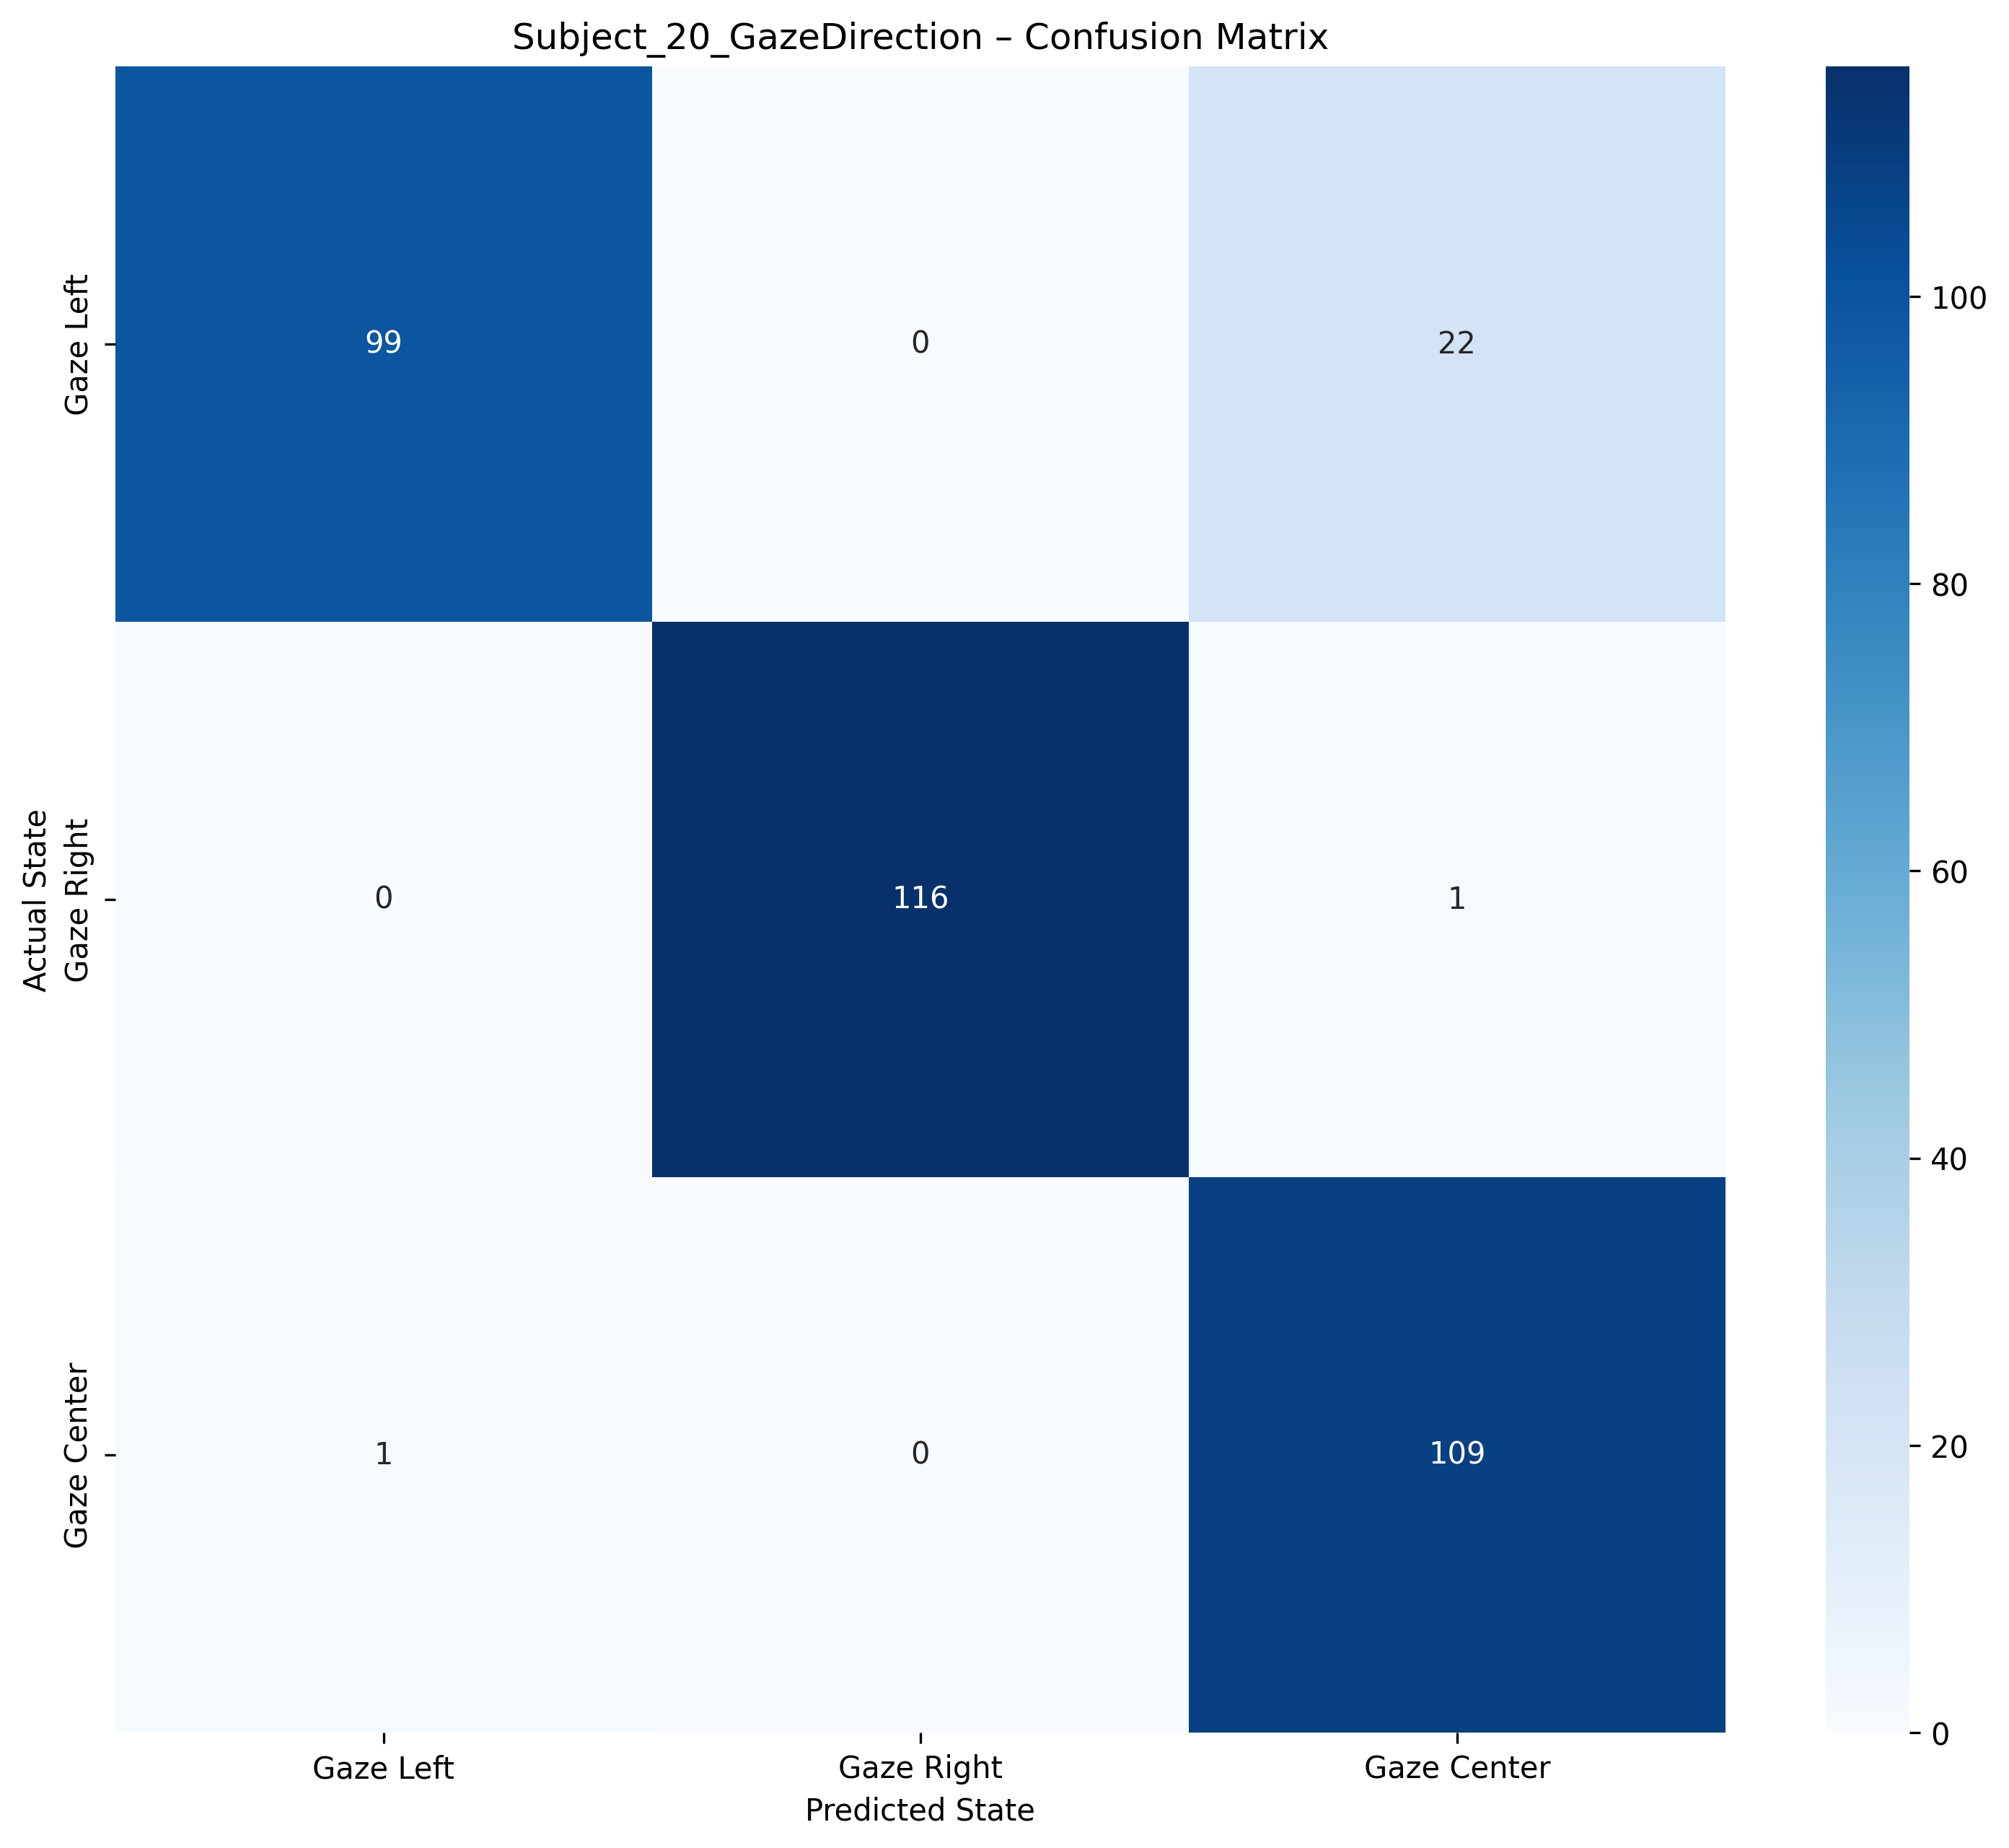 Subject_20_GazeDirection – Confusion Matrix
Actual State
Gaze Left
99
0
22
Gaze Right
0
116
1
Gaze Center
1
0
109
Gaze Left
Gaze Right
Gaze Center
Predicted State
100
80
60
40
20
0